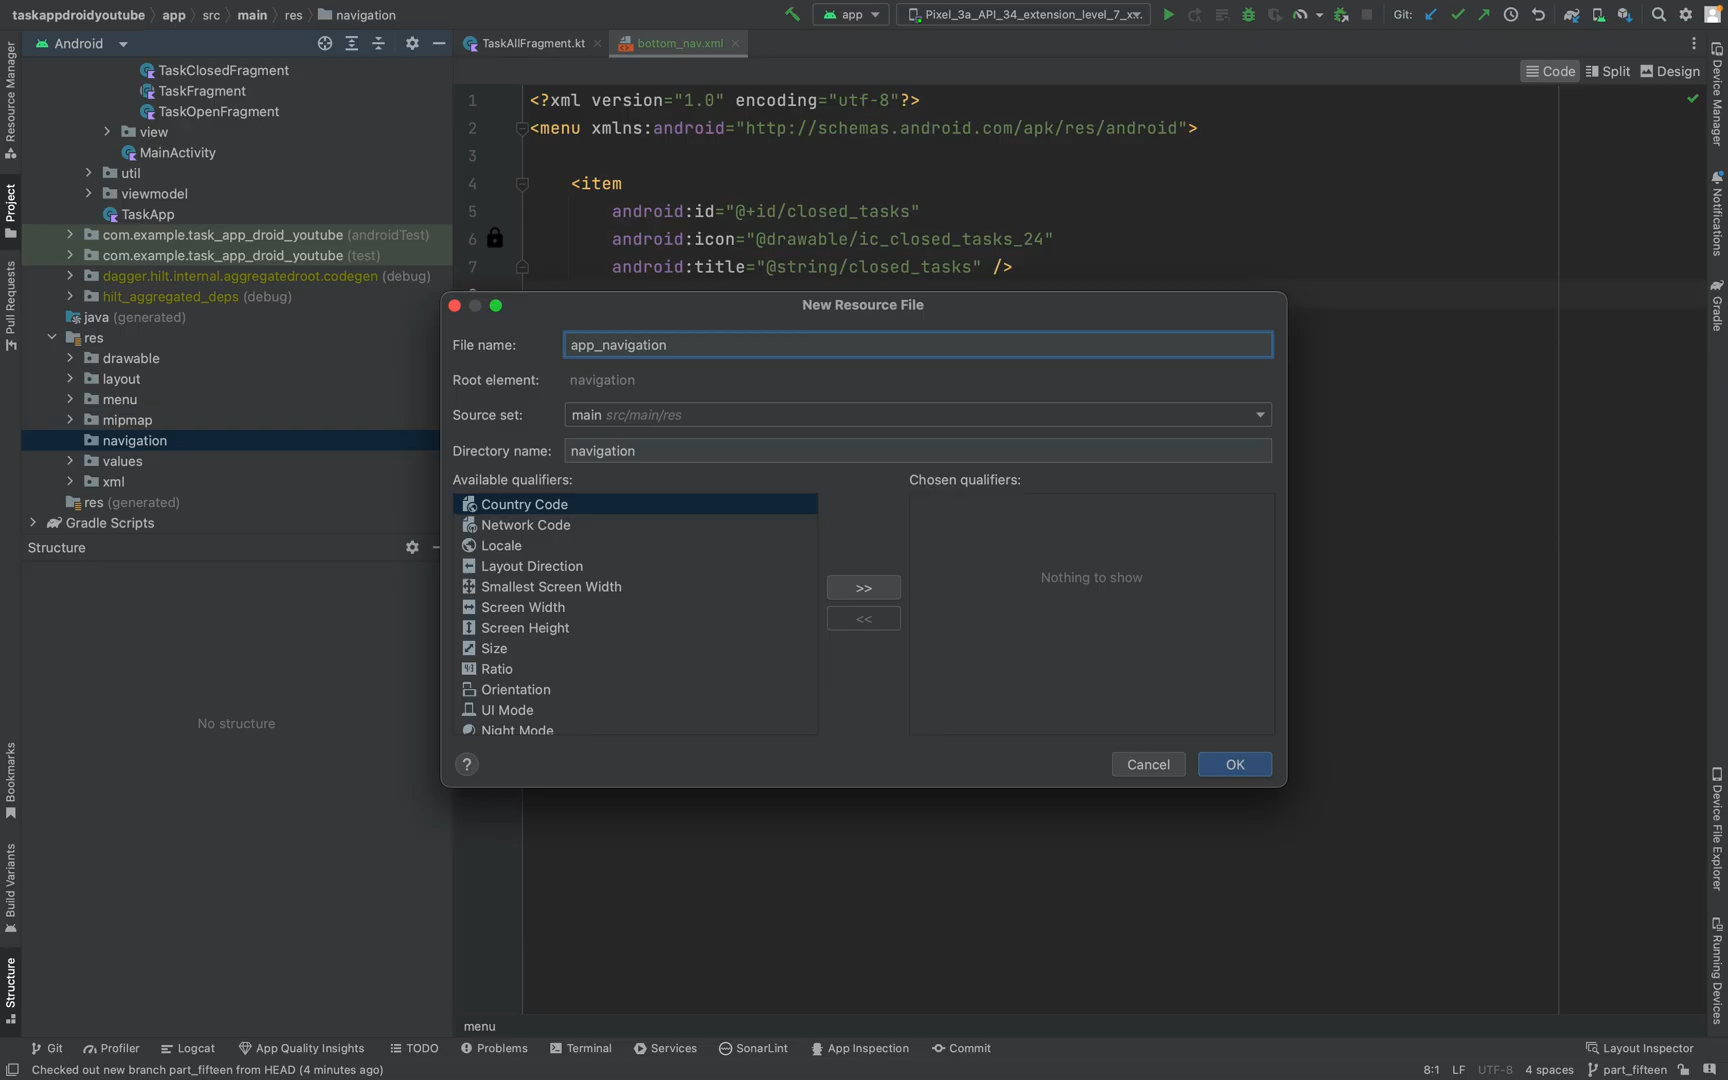 taskappdroidyoutube app src main res navigation
app
Pixel_3a_API_34_extension_level_7_x
Git:
Android
TaskAllFragment.kt
bottom_nav.xml
Code
Split
Design
TaskClosedFragment
TaskFragment
TaskOpenFragment
view
MainActivity
util
viewmodel
TaskApp
com.example.task_app_droid_youtube (androidTest)
com.example.task_app_droid_youtube (test)
dagger.hilt.internal.aggregatedroot.codegen (debug)
hilt_aggregated_deps (debug)
java (generated)
res
drawable
layout
menu
mipmap
navigation
values
xml
res (generated)
Gradle Scripts
Structure
No structure
1 <?xml version="1.0" encoding="utf-8"?>
2 <menu xmlns:android="http://schemas.android.com/apk/res/android">
3
4 <item
5 android:id="@+id/closed_tasks"
6 android:icon="@drawable/ic_closed_tasks_24"
7 android:title="@string/closed_tasks" />
New Resource File
File name: app_navigation
Root element: navigation
Source set: main src/main/res
Directory name: navigation
Available qualifiers:
Chosen qualifiers:
Country Code
Network Code
Locale
Layout Direction
Smallest Screen Width
Screen Width
Screen Height
Size
Ratio
Orientation
UI Mode
Night Mode
>>
<<
Nothing to show
?
Cancel
OK
menu
Resource Manager
Project
Pull Requests
Bookmarks
Build Variants
Structure
Device Manager
Notifications
Gradle
Device File Explorer
Running Devices
Git
Profiler
Logcat
App Quality Insights
TODO
Problems
Terminal
Services
SonarLint
App Inspection
Commit
Layout Inspector
Checked out new branch part_fifteen from HEAD (4 minutes ago)
8:1 LF UTF-8 4 spaces part_fifteen